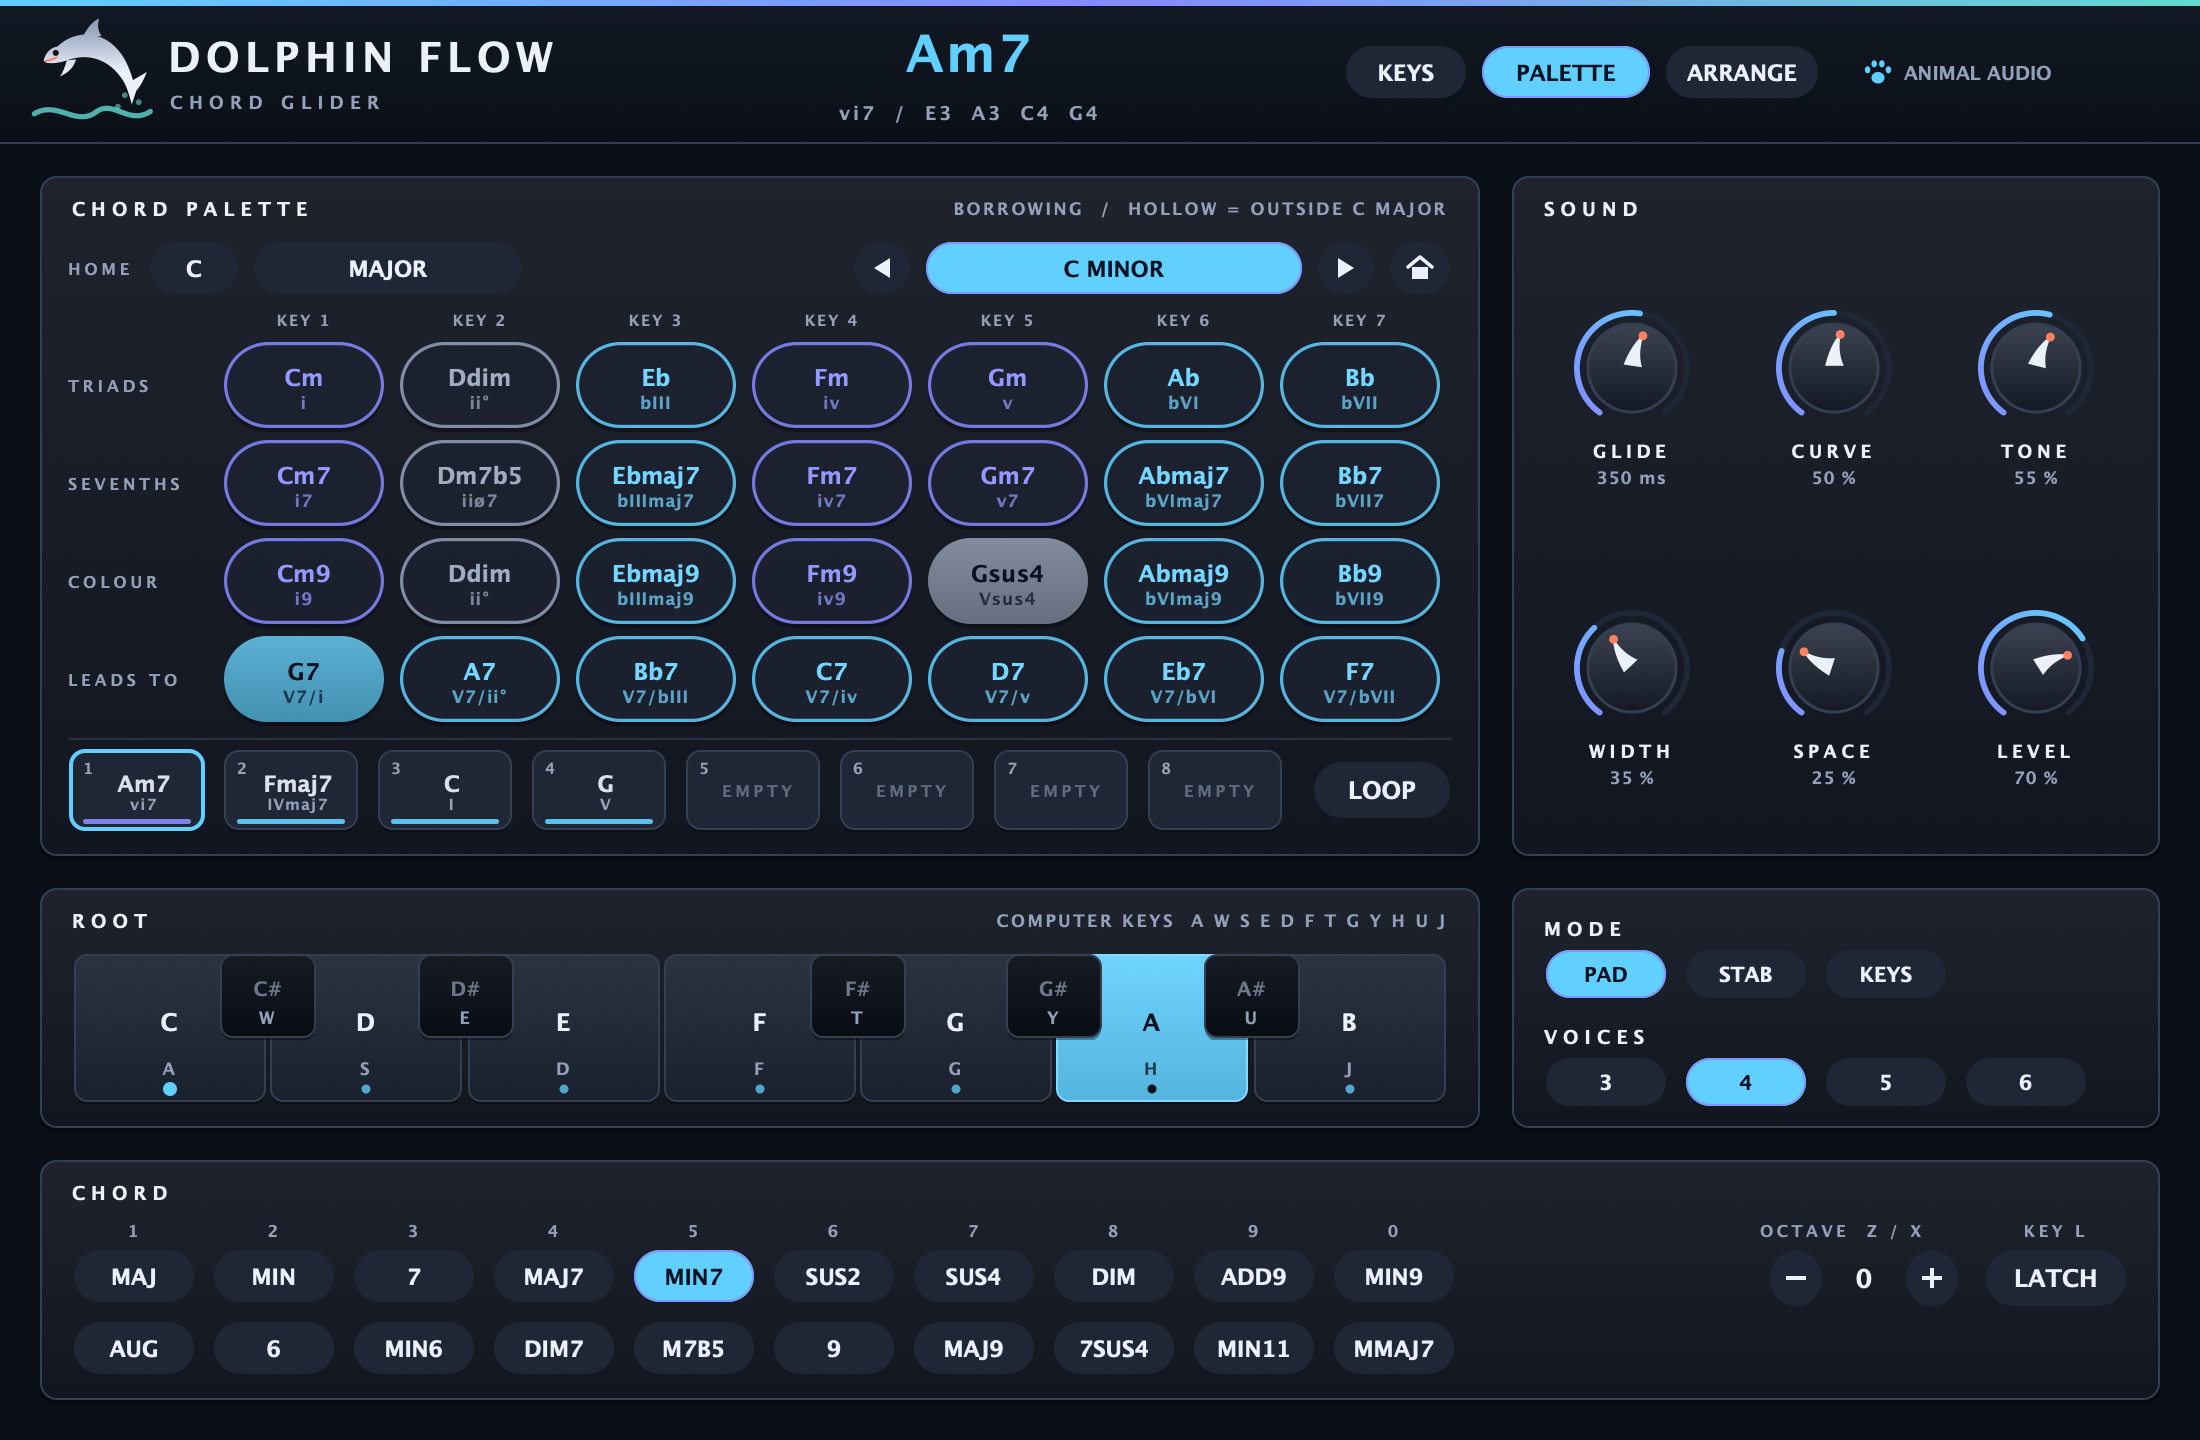 DOLPHIN FLOW
CHORD GLIDER
Am7
vi7 / E3 A3 C4 G4
KEYS PALETTE ARRANGE ANIMAL AUDIO
CHORD PALETTE BORROWING / HOLLOW = OUTSIDE C MAJOR
HOME C MAJOR C MINOR
KEY 1 KEY 2 KEY 3 KEY 4 KEY 5 KEY 6 KEY 7
TRIADS
Cm Ddim Eb Fm Gm Ab Bb
i ii° bIII iv v bVI bVII
SEVENTHS
Cm7 Dm7b5 Ebmaj7 Fm7 Gm7 Abmaj7 Bb7
i7 iiø7 bIIImaj7 iv7 v7 bVImaj7 bVII7
COLOUR
Cm9 Ddim Ebmaj9 Fm9 Gsus4 Abmaj9 Bb9
i9 ii° bIIImaj9 iv9 Vsus4 bVImaj9 bVII9
LEADS TO
G7 A7 Bb7 C7 D7 Eb7 F7
V7/i V7/ii° V7/bIII V7/iv V7/v V7/bVI V7/bVII
1 Am7 2 Fmaj7 3 C 4 G 5 EMPTY 6 EMPTY 7 EMPTY 8 EMPTY LOOP
vi7 IVmaj7 I V
SOUND
GLIDE CURVE TONE
350 ms 50 % 55 %
WIDTH SPACE LEVEL
35 % 25 % 70 %
ROOT COMPUTER KEYS A W S E D F T G Y H U J
C# D# F# G# A#
W E T Y U
C D E F G A B
A S D F G H J
MODE
PAD STAB KEYS
VOICES
3 4 5 6
CHORD
1 2 3 4 5 6 7 8 9 0
MAJ MIN 7 MAJ7 MIN7 SUS2 SUS4 DIM ADD9 MIN9
AUG 6 MIN6 DIM7 M7B5 9 MAJ9 7SUS4 MIN11 MMAJ7
OCTAVE Z / X KEY L
− 0 + LATCH